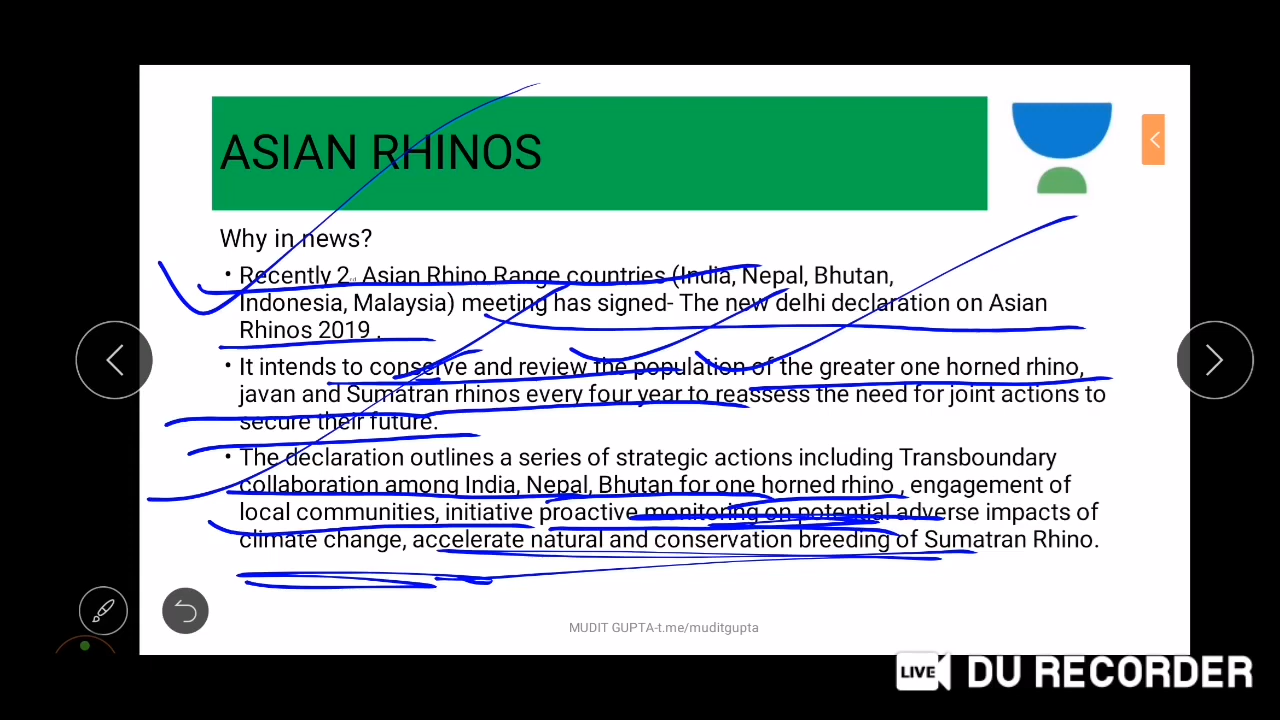 ASIAN RHINOS
Why in news?
• Recently 2nd Asian Rhino Range countries (India, Nepal, Bhutan,
Indonesia, Malaysia) meeting has signed- The new delhi declaration on Asian
Rhinos 2019 .
• It intends to conserve and review the population of the greater one horned rhino,
javan and Sumatran rhinos every four year to reassess the need for joint actions to
secure their future.
• The declaration outlines a series of strategic actions including Transboundary
collaboration among India, Nepal, Bhutan for one horned rhino , engagement of
local communities, initiative proactive monitoring on potential adverse impacts of
climate change, accelerate natural and conservation breeding of Sumatran Rhino.
MUDIT GUPTA-t.me/muditgupta
LIVE DU RECORDER